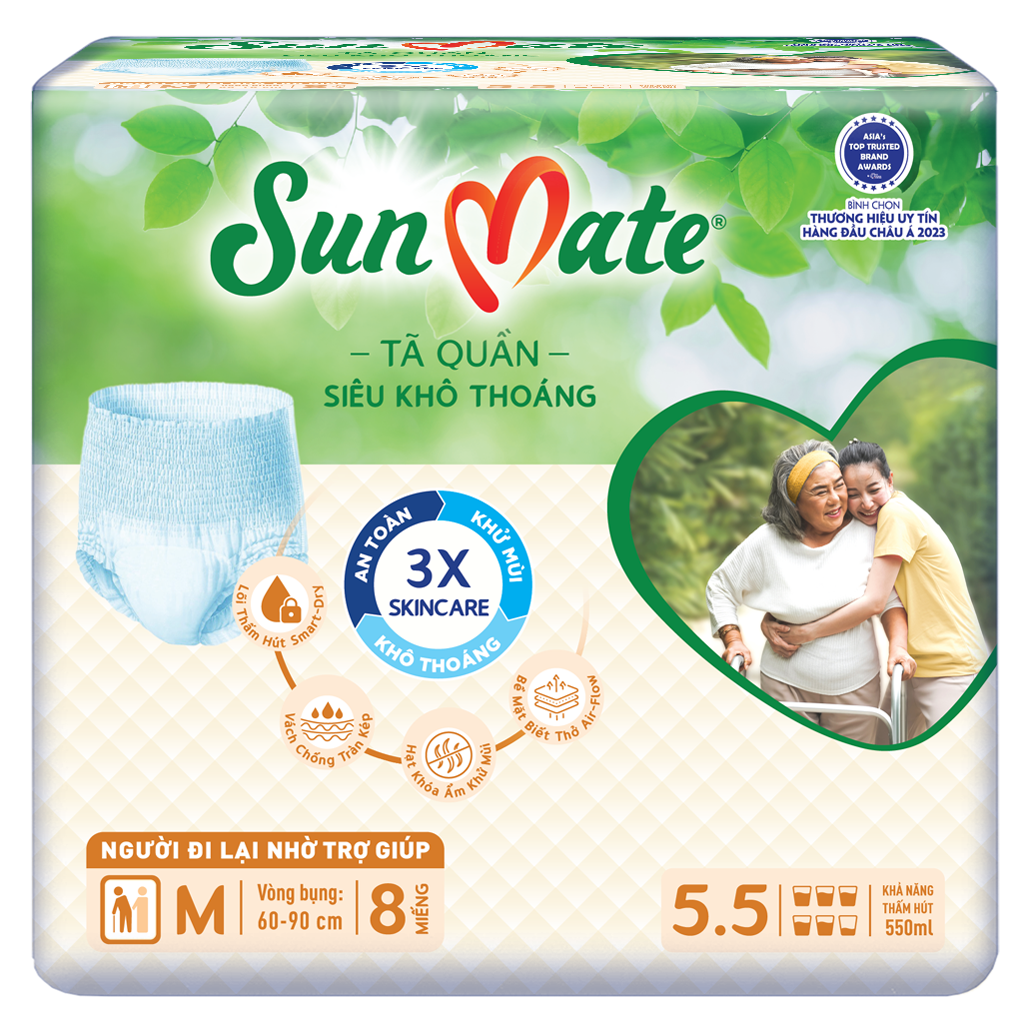 Sun Mate®
ASIA's
TOP TRUSTED
BRAND
AWARDS
BÌNH CHỌN
THƯƠNG HIỆU UY TÍN
HÀNG ĐẦU CHÂU Á 2023
– TÃ QUẦN –
SIÊU KHÔ THOÁNG
AN TOÀN
KHỬ MÙI
3X
SKINCARE
KHÔ THOÁNG
Lõi Thấm Hút Smart-Dry
Vách Chống Tràn Kép
Hạt Khóa Ẩm Khử Mùi
Bề Mặt Biết Thở Air-Flow
NGƯỜI ĐI LẠI NHỜ TRỢ GIÚP
M
Vòng bụng:
60-90 cm
8
MIẾNG
5.5
KHẢ NĂNG
THẤM HÚT
550ml